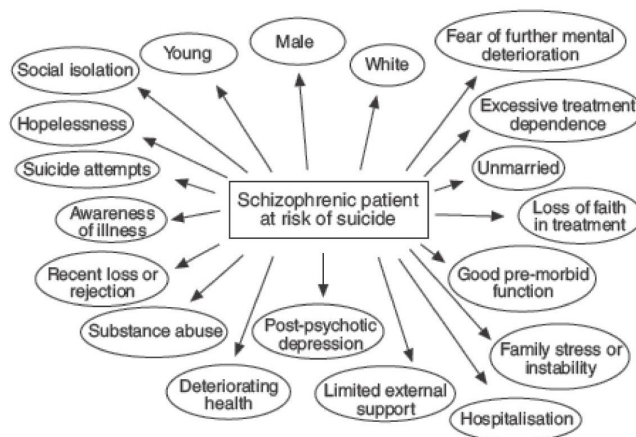 Social isolation
Young
Male
White
Fear of further mental
deterioration
Hopelessness
Excessive treatment
dependence
Suicide attempts
Unmarried
Schizophrenic patient
at risk of suicide
Awareness
of illness
Loss of faith
in treatment
Recent loss or
rejection
Good pre-morbid
function
Substance abuse
Post-psychotic
depression
Family stress or
instability
Deteriorating
health
Limited external
support
Hospitalisation